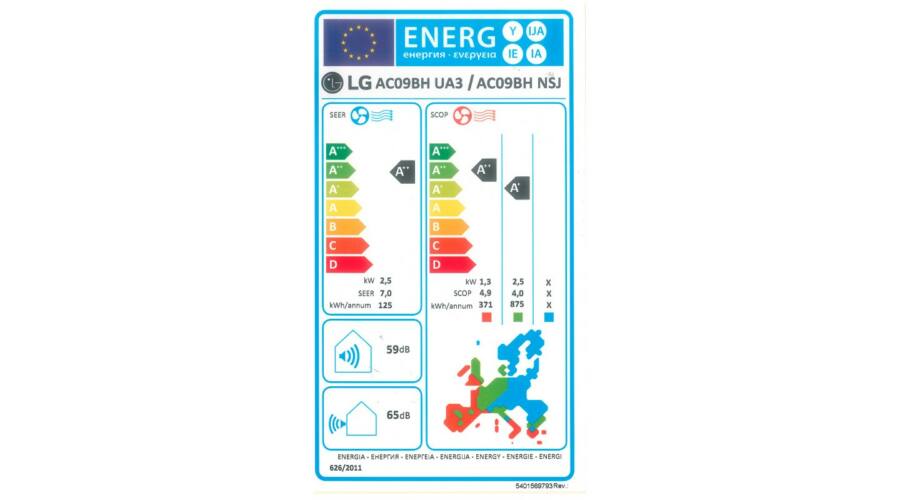 ENERG Y IJA
енергия · ενεργεια IE IA
LG AC09BH UA3 / AC09BH NSJ
SEER
SCOP
A+++
A++
A+
A
B
C
D
A++
kW 2,5
SEER 7,0
kWh/annum 125
A+++
A++
A+
A
B
C
D
A++
A+
kW 1,3 2,5 X
SCOP 4,9 4,0 X
kWh/annum 371 875 X
59dB
65dB
ENERGIA - ЕНЕРГИЯ - ΕΝΕΡΓΕΙΑ - ENERGIJA - ENERGY - ENERGIE - ENERGI
626/2011
5401569793 Rev.: